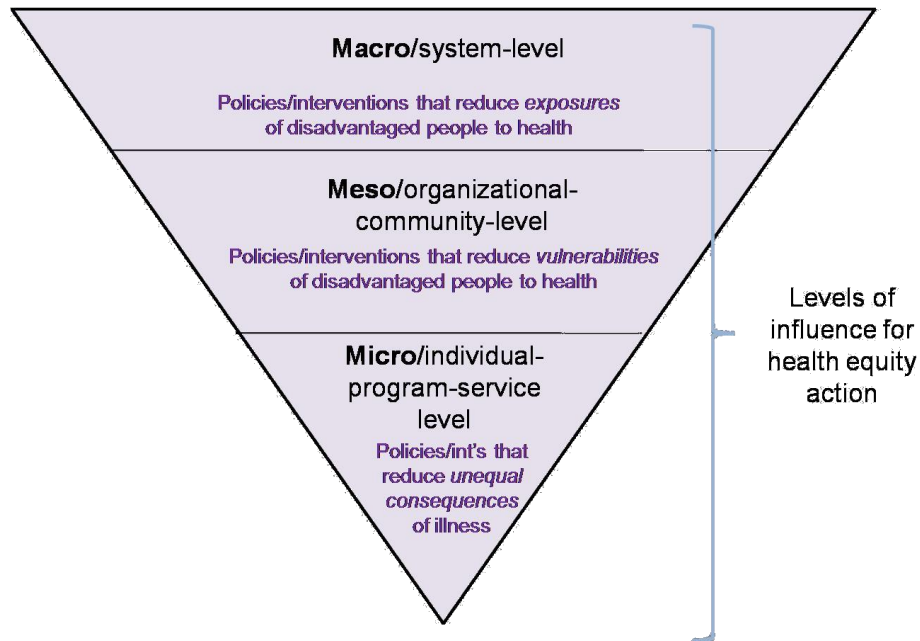 Macro/system-level
Policies/interventions that reduce exposures
of disadvantaged people to health
Meso/organizational-
community-level
Policies/interventions that reduce vulnerabilities
of disadvantaged people to health
Micro/individual-
program-service
level
Policies/int's that
reduce unequal
consequences
of illness
Levels of
influence for
health equity
action